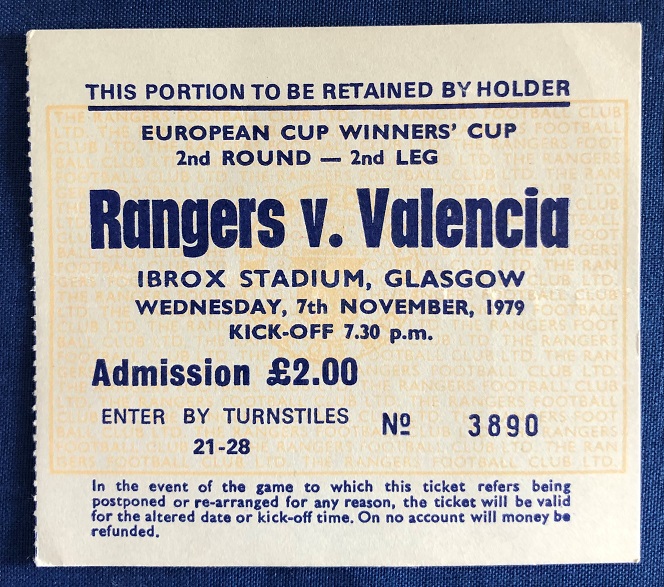 THIS PORTION TO BE RETAINED BY HOLDER
EUROPEAN CUP WINNERS' CUP
2nd ROUND — 2nd LEG
Rangers v. Valencia
IBROX STADIUM, GLASGOW
WEDNESDAY, 7th NOVEMBER, 1979
KICK-OFF 7.30 p.m.
Admission £2.00
ENTER BY TURNSTILES
21-28
Nº 3890
In the event of the game to which this ticket refers being
postponed or re-arranged for any reason, the ticket will be valid
for the altered date or kick-off time. On no account will money be
refunded.